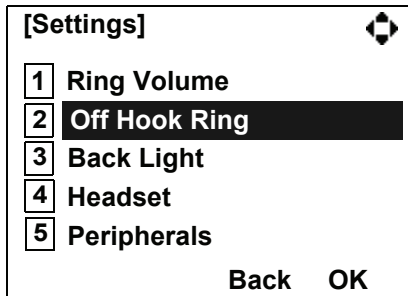 [Settings]
1 Ring Volume
2 Off Hook Ring
3 Back Light
4 Headset
5 Peripherals
Back OK